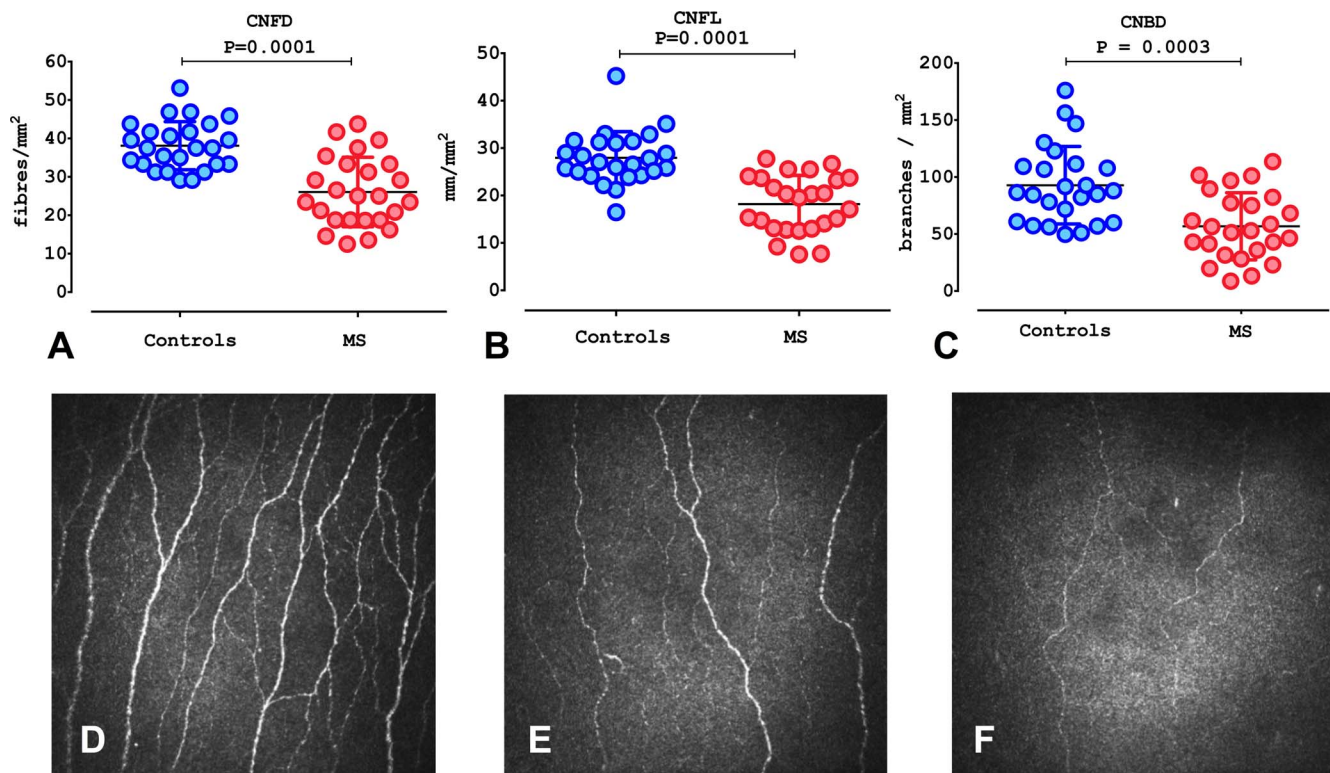 CNFD
P=0.0001
fibres/mm²
60
50
40
30
20
10
0
A
Controls
MS
CNFL
P=0.0001
mm/mm²
50
40
30
20
10
0
B
Controls
MS
CNBD
P = 0.0003
branches / mm²
200
150
100
50
0
C
Controls
MS
D
E
F